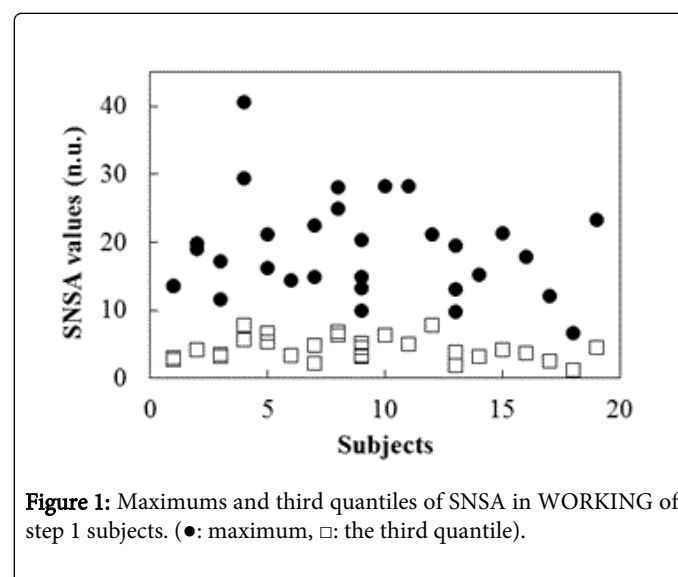 40
30
20
10
0
SNSA values (n.u.)
0 5 10 15 20
Subjects
Figure 1: Maximums and third quantiles of SNSA in WORKING of
step 1 subjects. (●: maximum, □: the third quantile).